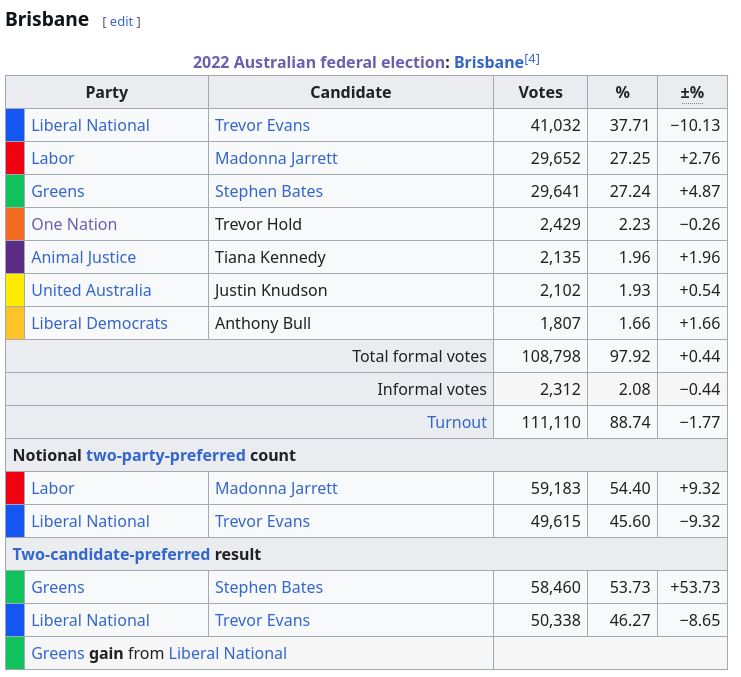 Brisbane [ edit ]
2022 Australian federal election: Brisbane[4]
Party Candidate Votes % ±%
Liberal National Trevor Evans 41,032 37.71 −10.13
Labor Madonna Jarrett 29,652 27.25 +2.76
Greens Stephen Bates 29,641 27.24 +4.87
One Nation Trevor Hold 2,429 2.23 −0.26
Animal Justice Tiana Kennedy 2,135 1.96 +1.96
United Australia Justin Knudson 2,102 1.93 +0.54
Liberal Democrats Anthony Bull 1,807 1.66 +1.66
Total formal votes 108,798 97.92 +0.44
Informal votes 2,312 2.08 −0.44
Turnout 111,110 88.74 −1.77
Notional two-party-preferred count
Labor Madonna Jarrett 59,183 54.40 +9.32
Liberal National Trevor Evans 49,615 45.60 −9.32
Two-candidate-preferred result
Greens Stephen Bates 58,460 53.73 +53.73
Liberal National Trevor Evans 50,338 46.27 −8.65
Greens gain from Liberal National